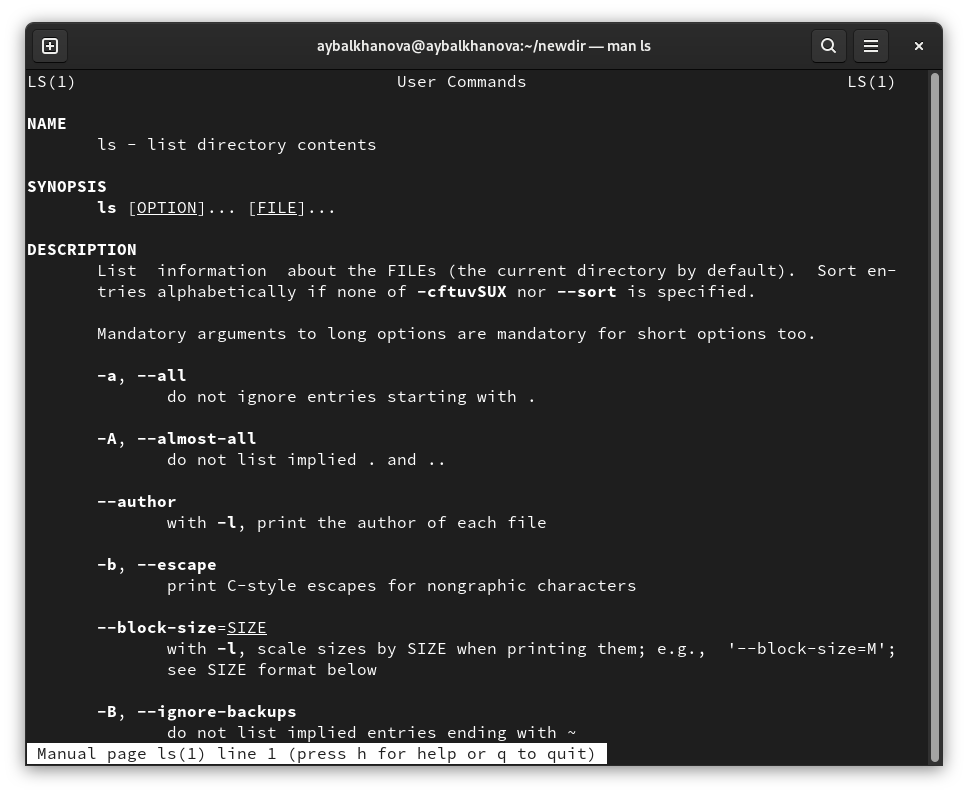 aybalkhanova@aybalkhanova:~/newdir — man ls
LS(1) User Commands LS(1)
NAME
ls - list directory contents
SYNOPSIS
ls [OPTION]... [FILE]...
DESCRIPTION
List  information  about the FILEs (the current directory by default).  Sort en-
tries alphabetically if none of -cftuvSUX nor --sort is specified.
Mandatory arguments to long options are mandatory for short options too.
-a, --all
do not ignore entries starting with .
-A, --almost-all
do not list implied . and ..
--author
with -l, print the author of each file
-b, --escape
print C-style escapes for nongraphic characters
--block-size=SIZE
with -l, scale sizes by SIZE when printing them; e.g.,  '--block-size=M';
see SIZE format below
-B, --ignore-backups
do not list implied entries ending with ~
Manual page ls(1) line 1 (press h for help or q to quit)